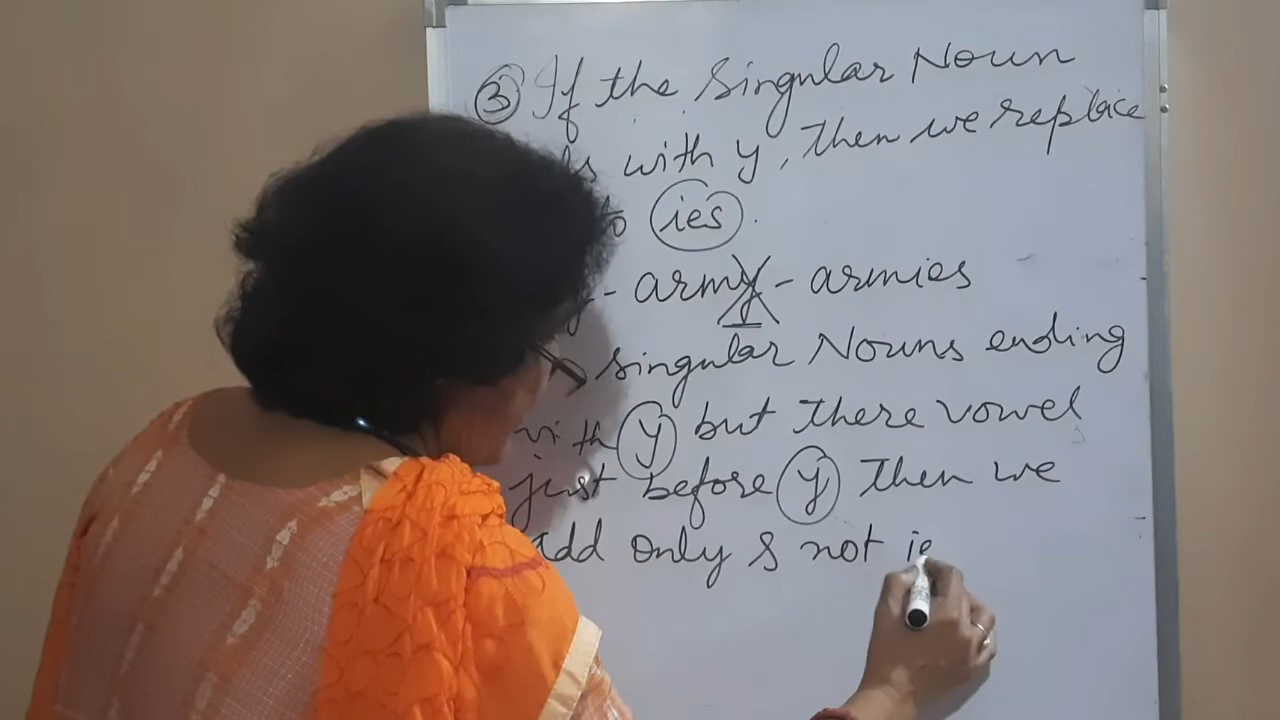 ③ If the Singular Noun
with y, then we replace
to ies.
- army - armies
Singular Nouns ending
with y but there vowel
just before y then we
add only s not ie